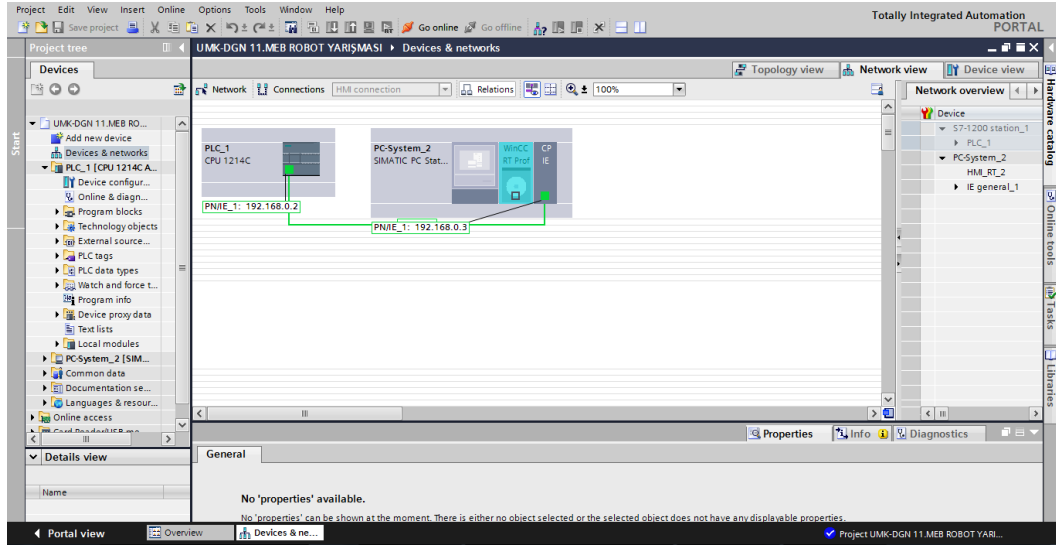 Project Edit View Insert Online Options Tools Window Help
Totally Integrated Automation
PORTAL
Save project Go online Go offline
Project tree
UMK-DGN 11.MEB ROBOT YARIŞMASI Devices & networks
Devices
Topology view Network view Device view
Network Connections HMI connection Relations 100%
Network overview
Device
S7-1200 station_1
PLC_1
PC-System_2
HMI_RT_2
IE general_1
UMK-DGN 11.MEB RO...
Add new device
Devices & networks
PLC_1 [CPU 1214C A...
Device configur...
Online & diagn...
Program blocks
Technology objects
External source...
PLC tags
PLC data types
Watch and force t...
Program info
Device proxy data
Text lists
Local modules
PC-System_2 [SIM...
Common data
Documentation se...
Languages & resour...
Online access
Card Reader/USB me...
PLC_1
CPU 1214C
PC-System_2
SIMATIC PC Stat...
WinCC
RT Prof
CP
IE
PN/IE_1: 192.168.0.2
PN/IE_1: 192.168.0.3
Start
Hardware catalog
Online tools
Tasks
Libraries
Properties Info Diagnostics
Details view
General
Name
No 'properties' available.
No 'properties' can be shown at the moment. There is either no object selected or the selected object does not have any displayable properties.
Portal view Overview Devices & ne...
Project UMK-DGN 11.MEB ROBOT YARI...